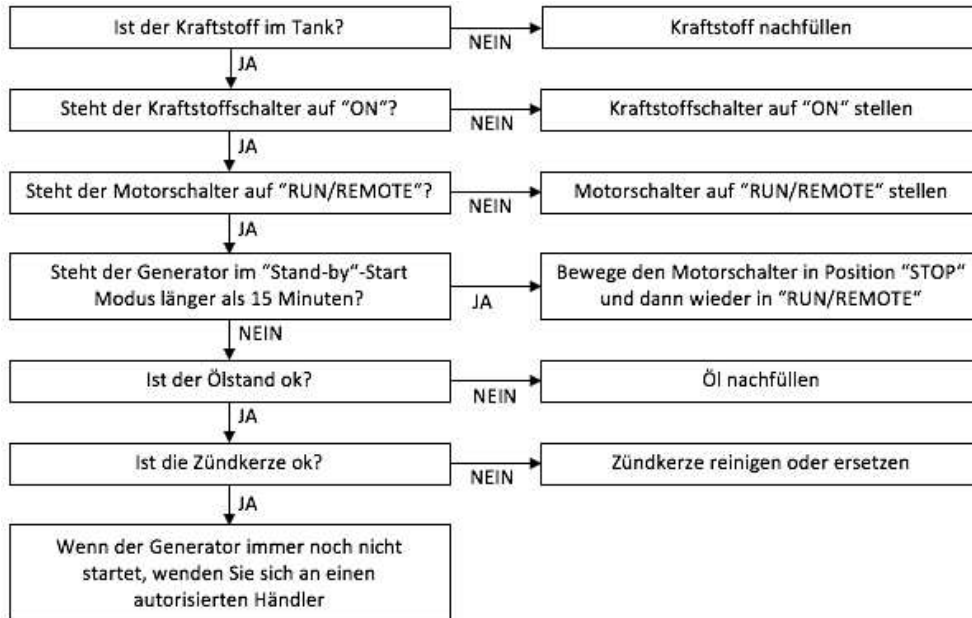 Ist der Kraftstoff im Tank?
NEIN
Kraftstoff nachfüllen
JA
Steht der Kraftstoffschalter auf “ON“?
NEIN
Kraftstoffschalter auf “ON“ stellen
JA
Steht der Motorschalter auf “RUN/REMOTE“?
NEIN
Motorschalter auf “RUN/REMOTE“ stellen
JA
Steht der Generator im “Stand-by“-Start
Modus länger als 15 Minuten?
JA
Bewege den Motorschalter in Position “STOP“
und dann wieder in “RUN/REMOTE“
NEIN
Ist der Ölstand ok?
NEIN
Öl nachfüllen
JA
Ist die Zündkerze ok?
NEIN
Zündkerze reinigen oder ersetzen
JA
Wenn der Generator immer noch nicht
startet, wenden Sie sich an einen
autorisierten Händler